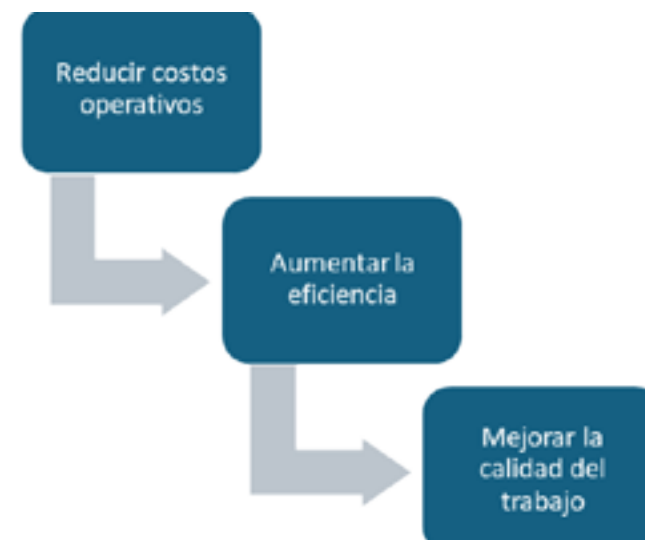 Reducir costos
operativos
Aumentar la
eficiencia
Mejorar la
calidad del
trabajo